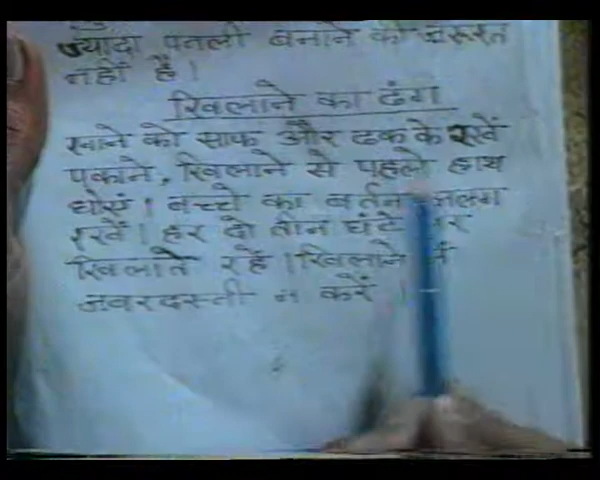 ज्यादा पतली बनाने की जरूरत
नहीं है।
खिलाने का ढंग
खाने को साफ और ढक के रखें
पकाने, खिलाने से पहले हाथ
धोएं। बच्चे का बर्तन अलग
रखें। हर दो तीन घंटे पर
खिलाते रहें। खिलाने में
जबरदस्ती न करें।